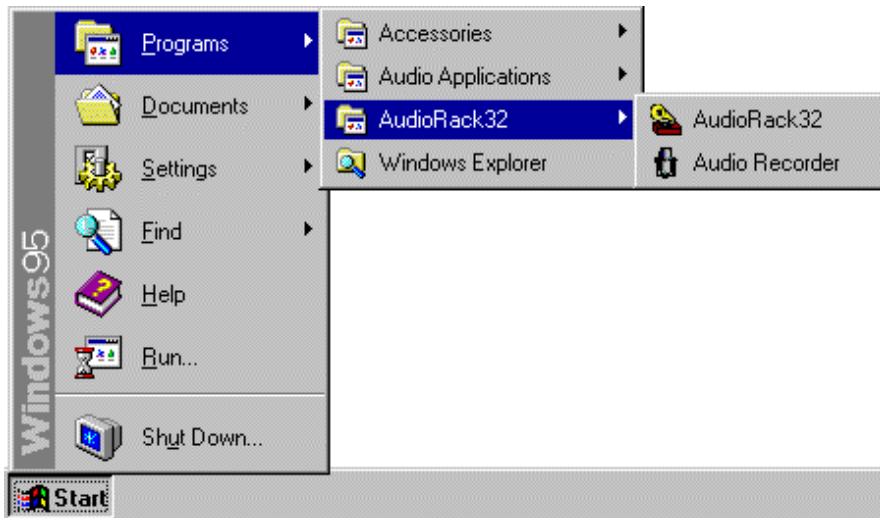 Programs
Documents
Settings
Find
Help
Run...
Shut Down...
Windows95
Start
Accessories
Audio Applications
AudioRack32
Windows Explorer
AudioRack32
Audio Recorder